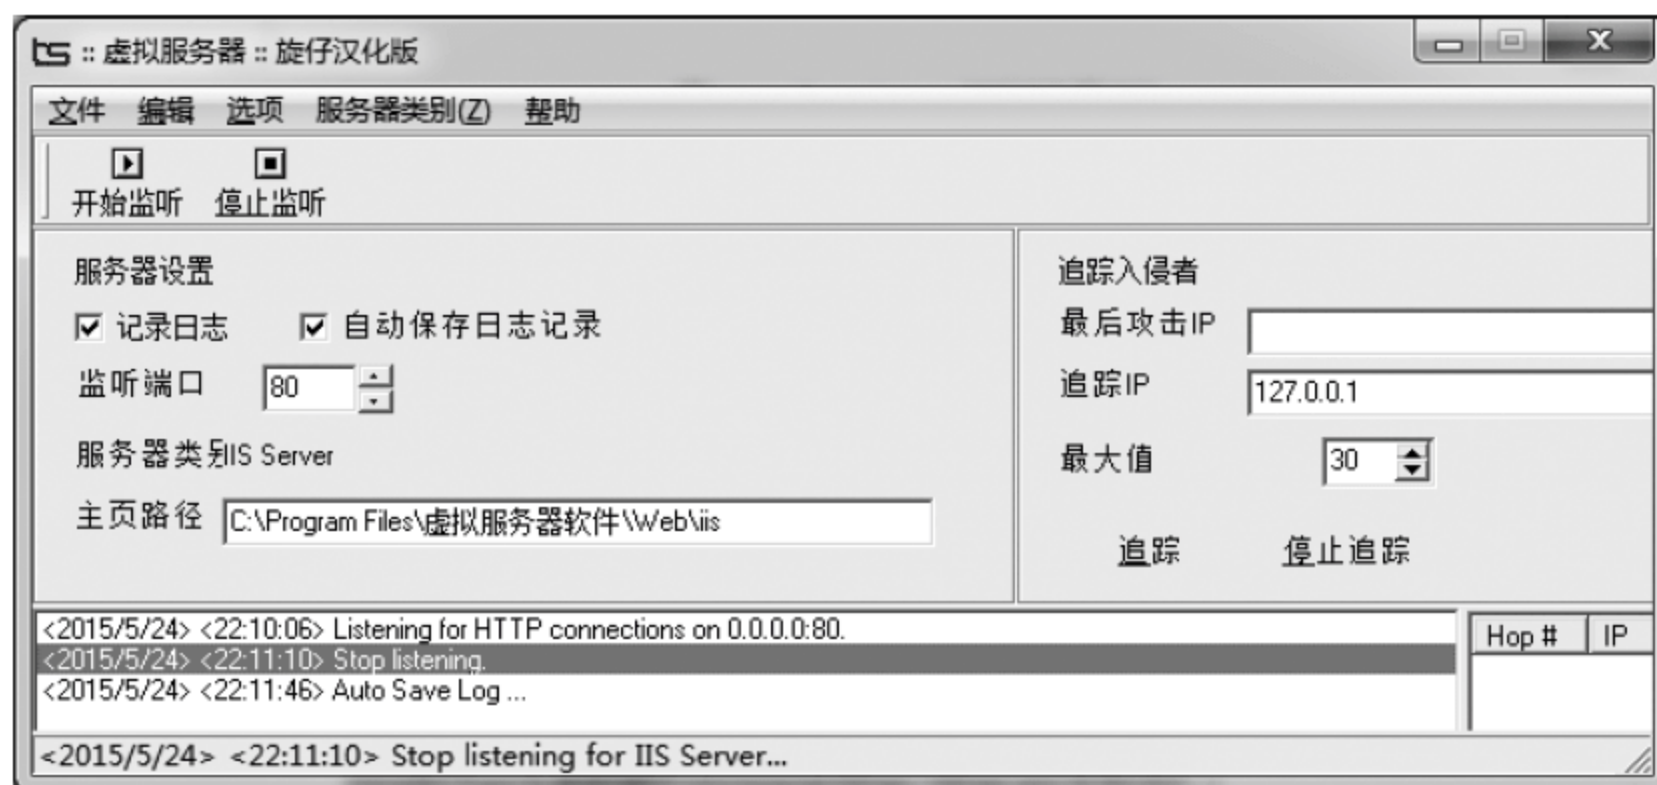 ts :: 虚拟服务器 :: 旋仔汉化版
文件 编辑 选项 服务器类别(Z) 帮助
开始监听 停止监听
服务器设置
记录日志 自动保存日志记录
监听端口 80
服务器类别IIS Server
主页路径 C:\Program Files\虚拟服务器软件\Web\iis
追踪入侵者
最后攻击IP
追踪IP 127.0.0.1
最大值 30
追踪 停止追踪
<2015/5/24> <22:10:06> Listening for HTTP connections on 0.0.0.0:80.
<2015/5/24> <22:11:10> Stop listening.
<2015/5/24> <22:11:46> Auto Save Log ...
Hop # IP
<2015/5/24> <22:11:10> Stop listening for IIS Server...